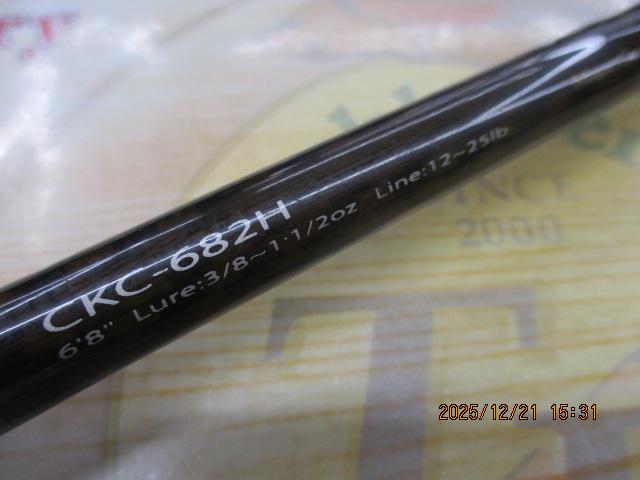 CKC-682H
6'8" Lure:3/8~1·1/2oz Line:12~25lb
SINCE
2000
2025/12/21 15:31